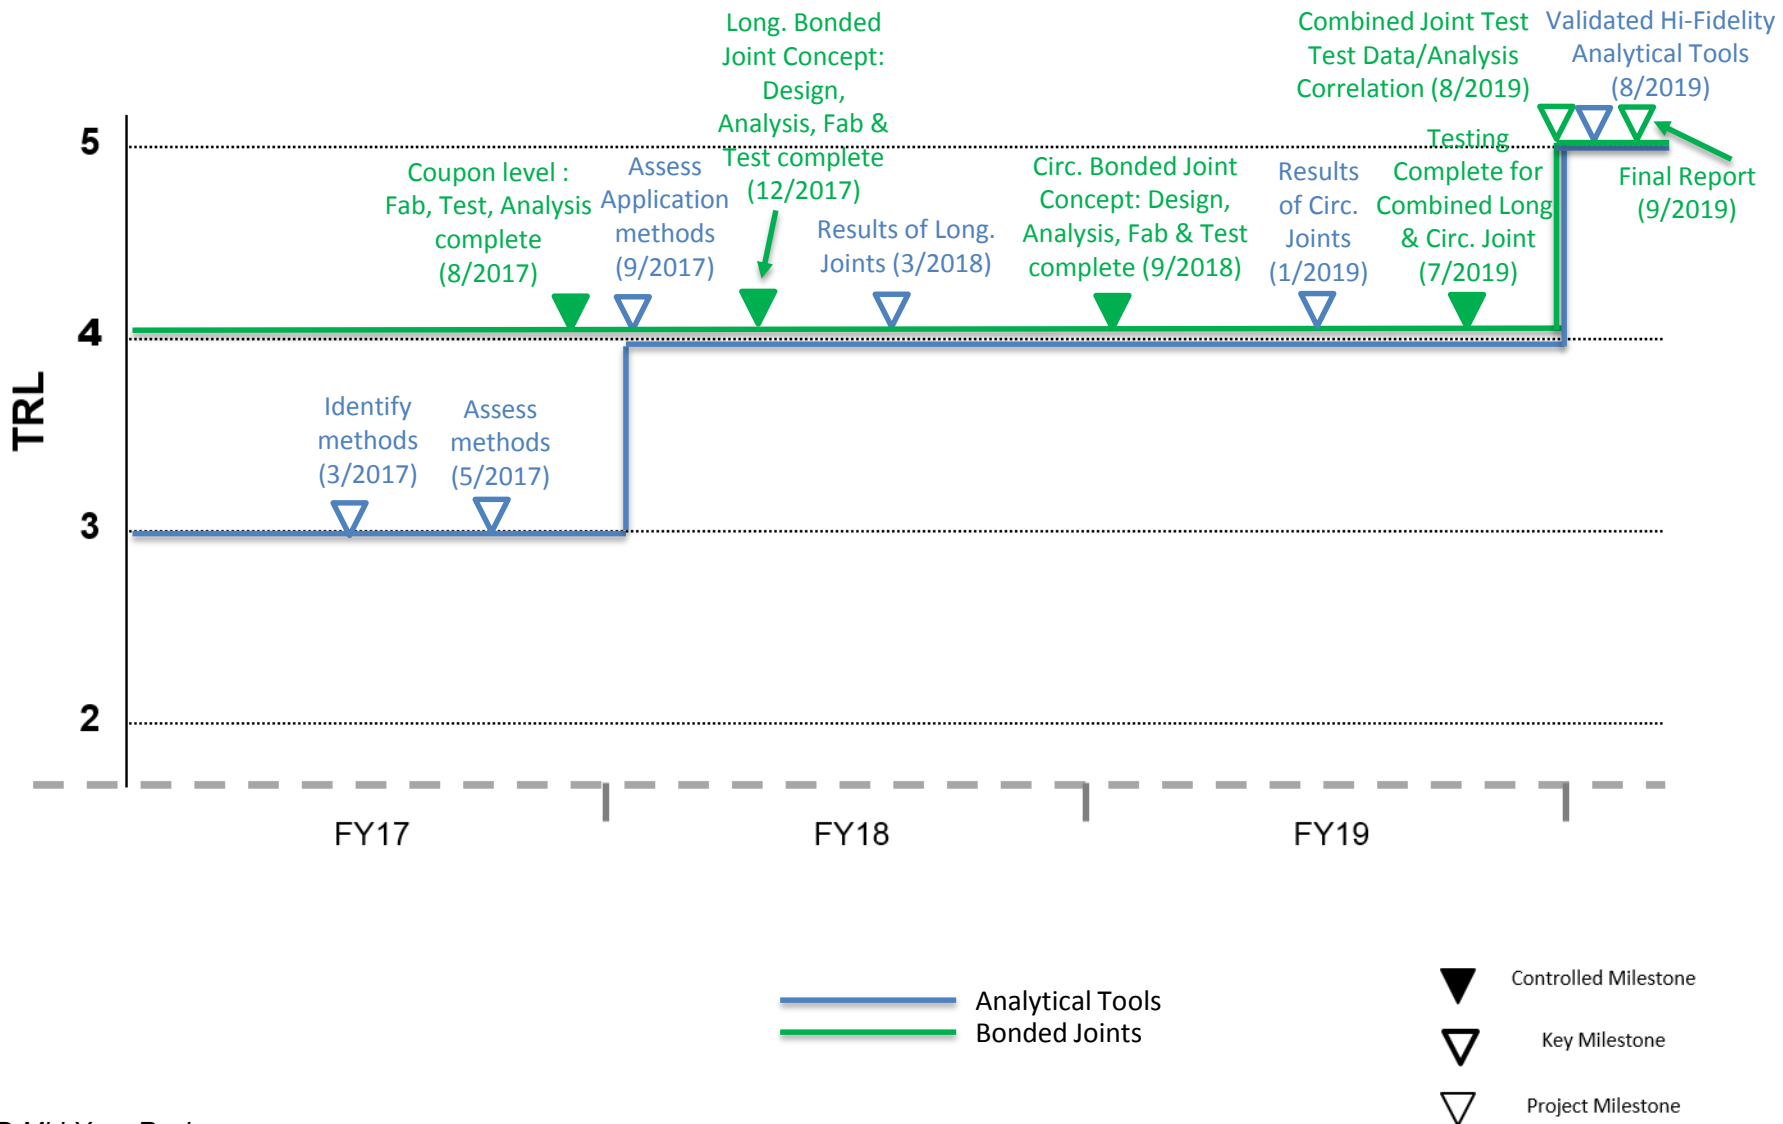 Long. Bonded
Joint Concept:
Design,
Analysis, Fab &
Test complete
(12/2017)
Combined Joint Test
Test Data/Analysis
Correlation (8/2019)
Validated Hi-Fidelity
Analytical Tools
(8/2019)
5
Coupon level :
Fab, Test, Analysis
complete
(8/2017)
Assess
Application
methods
(9/2017)
Results of Long.
Joints (3/2018)
Circ. Bonded Joint
Concept: Design,
Analysis, Fab & Test
complete (9/2018)
Results
of Circ.
Joints
(1/2019)
Testing
Complete for
Combined Long
& Circ. Joint
(7/2019)
Final Report
(9/2019)
4
TRL
Identify
methods
(3/2017)
Assess
methods
(5/2017)
3
2
FY17
FY18
FY19
Analytical Tools
Bonded Joints
Controlled Milestone
Key Milestone
Project Milestone